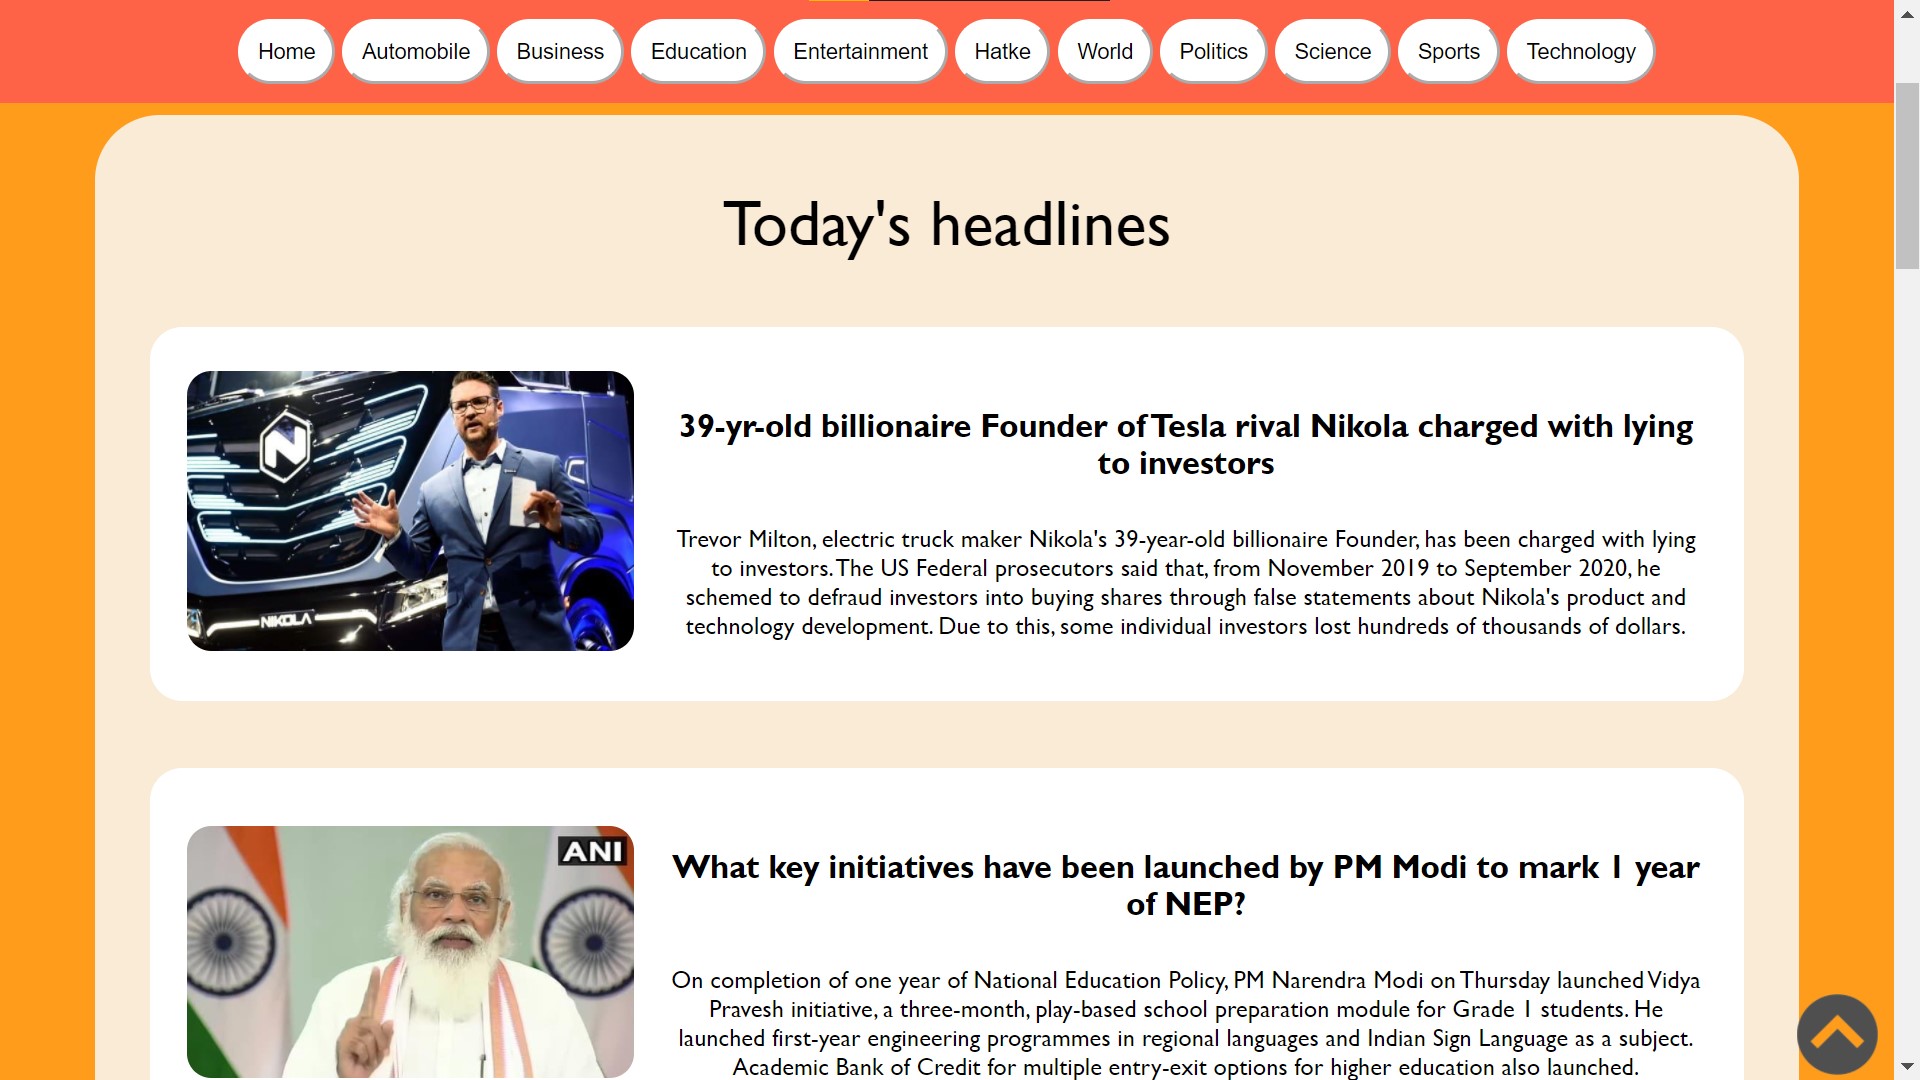 Home Automobile Business Education Entertainment Hatke World Politics Science Sports Technology
Today's headlines
N
NIKOLA
39-yr-old billionaire Founder of Tesla rival Nikola charged with lying
to investors
Trevor Milton, electric truck maker Nikola's 39-year-old billionaire Founder, has been charged with lying
to investors. The US Federal prosecutors said that, from November 2019 to September 2020, he
schemed to defraud investors into buying shares through false statements about Nikola's product and
technology development. Due to this, some individual investors lost hundreds of thousands of dollars.
ANI
What key initiatives have been launched by PM Modi to mark 1 year
of NEP?
On completion of one year of National Education Policy, PM Narendra Modi on Thursday launched Vidya
Pravesh initiative, a three-month, play-based school preparation module for Grade 1 students. He
launched first-year engineering programmes in regional languages and Indian Sign Language as a subject.
Academic Bank of Credit for multiple entry-exit options for higher education also launched.